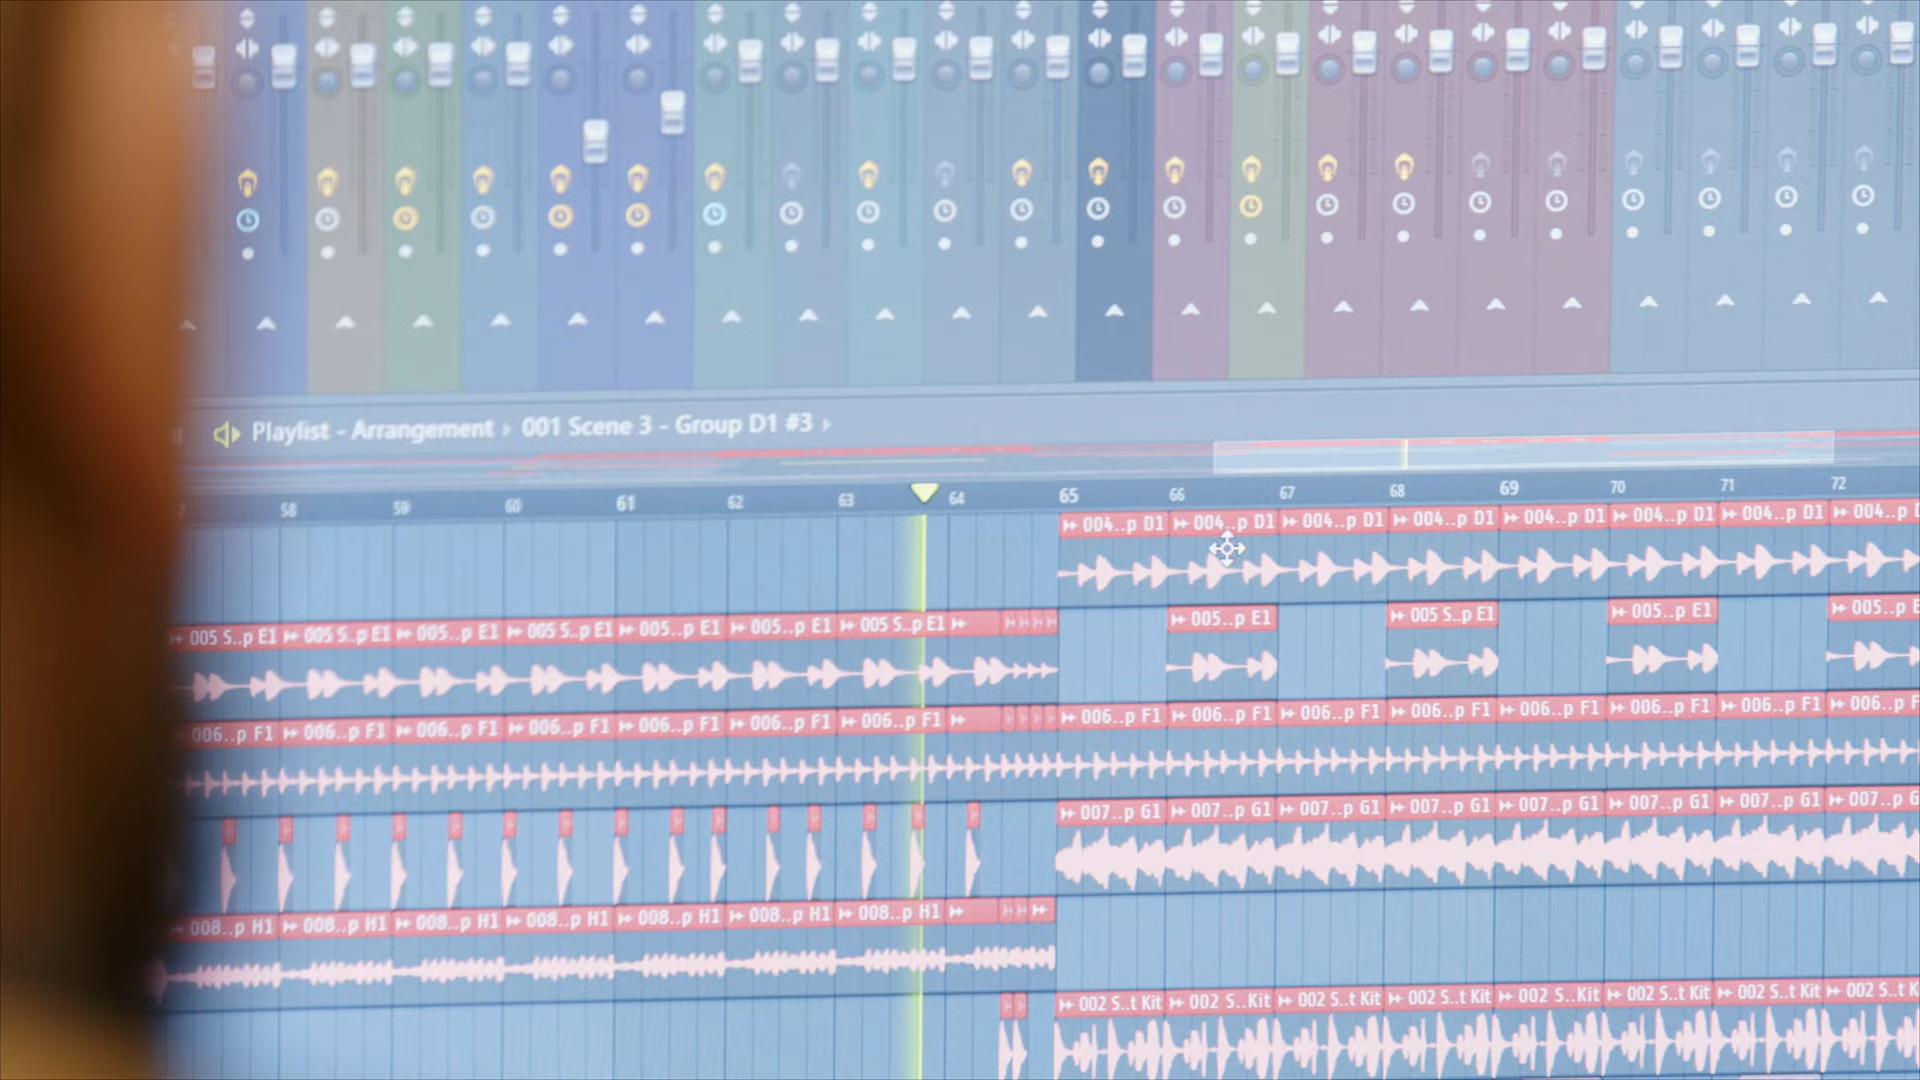 Playlist - Arrangement › 001 Scene 3 - Group D1 #3 ›
58 59 60 61 62 63 64 65 66 67 68 69 70 71 72
004..p D1 004..p D1 004..p D1 004..p D1 004..p D1 004..p D1 004..p D1 004..p D
005 S..p E1 005 S..p E1 005..p E1 005 S..p E1 005..p E1 005..p E1 005 S..p E1 005..p E1 005 S..p E1 005..p E1 005..p E
006..p F1 006..p F1 006..p F1 006..p F1 006..p F1 006..p F1 006..p F1 006..p F1 006..p F1 006..p F1 006..p F1 006..p F1 006..p F1 006..p F1 006..p F
007..p G1 007..p G1 007..p G1 007..p G1 007..p G1 007..p G1 007..p G1 007..p G
008..p H1 008..p H1 008..p H1 008..p H1 008..p H1 008..p H1 008..p H1
002 S..t Kit 002 S..Kit 002 S..t Kit 002 S..t Kit 002 S..Kit 002 S..t Kit 002 S..t Kit 002 S..t K